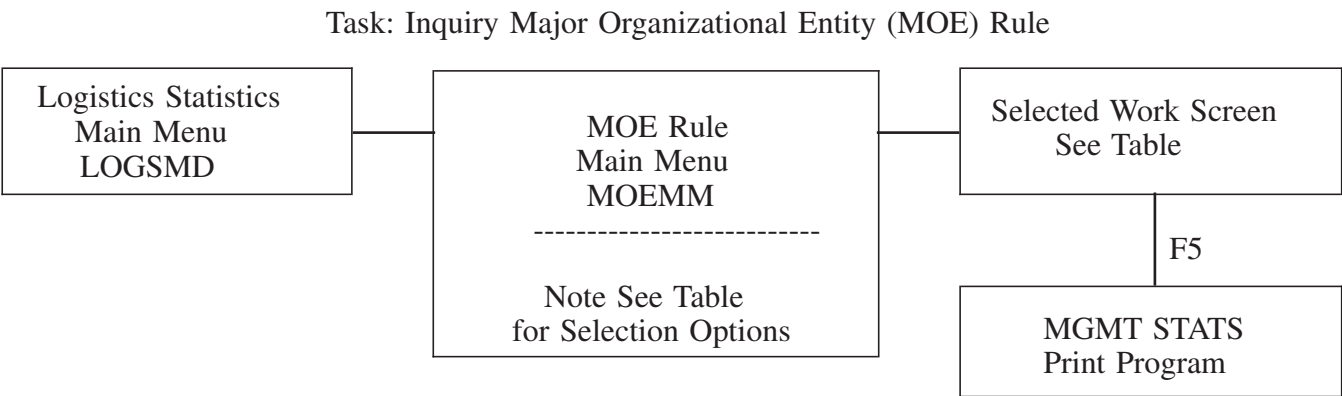 Task: Inquiry Major Organizational Entity (MOE) Rule
Logistics Statistics
Main Menu
LOGSMD
MOE Rule
Main Menu
MOEMM
---------------------------
Note See Table
for Selection Options
Selected Work Screen
See Table
F5
MGMT STATS
Print Program